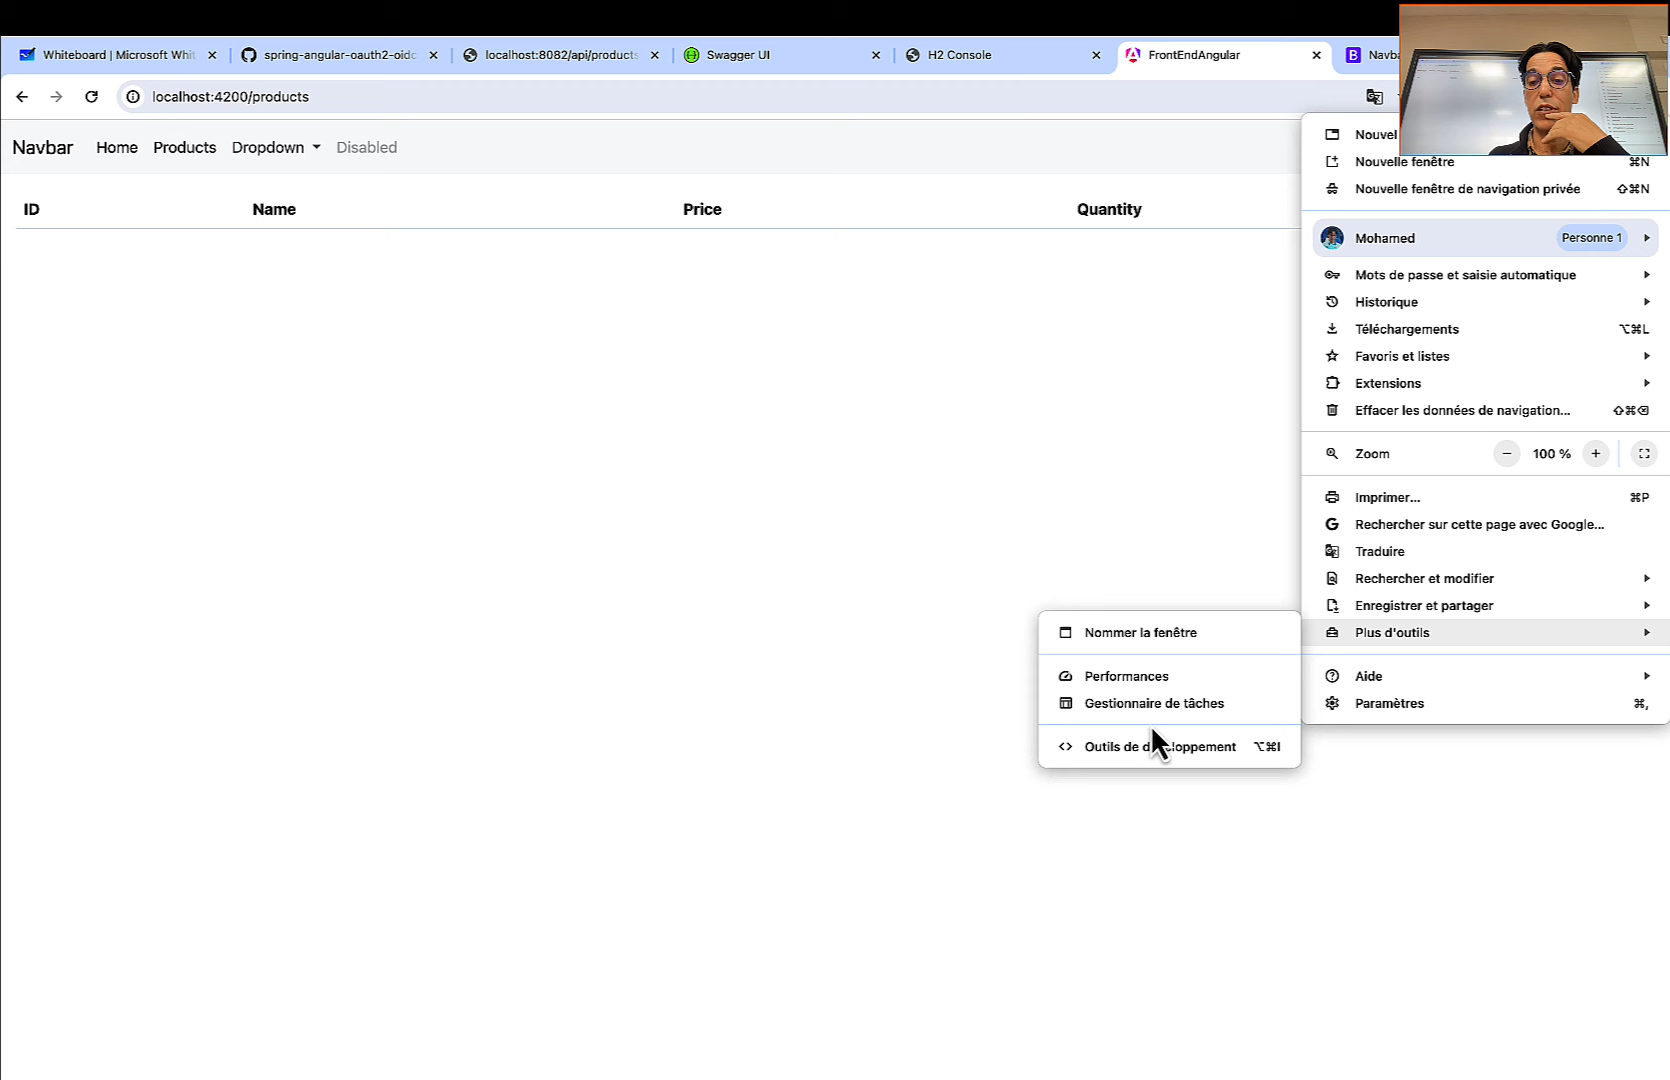 Whiteboard | Microsoft Whit
spring-angular-oauth2-oidc
localhost:8082/api/products
Swagger UI
H2 Console
FrontEndAngular
B Navba
localhost:4200/products
Navbar Home Products Dropdown Disabled
ID Name Price Quantity
Nouvel
Nouvelle fenêtre ⌘N
Nouvelle fenêtre de navigation privée ⇧⌘N
Mohamed Personne 1
Mots de passe et saisie automatique
Historique
Téléchargements ⌥⌘L
Favoris et listes
Extensions
Effacer les données de navigation... ⇧⌘⌫
Zoom − 100 % +
Imprimer... ⌘P
G Rechercher sur cette page avec Google...
Traduire
Rechercher et modifier
Enregistrer et partager
Plus d'outils
Aide
Paramètres ⌘,
Nommer la fenêtre
Performances
Gestionnaire de tâches
Outils de développement ⌥⌘I